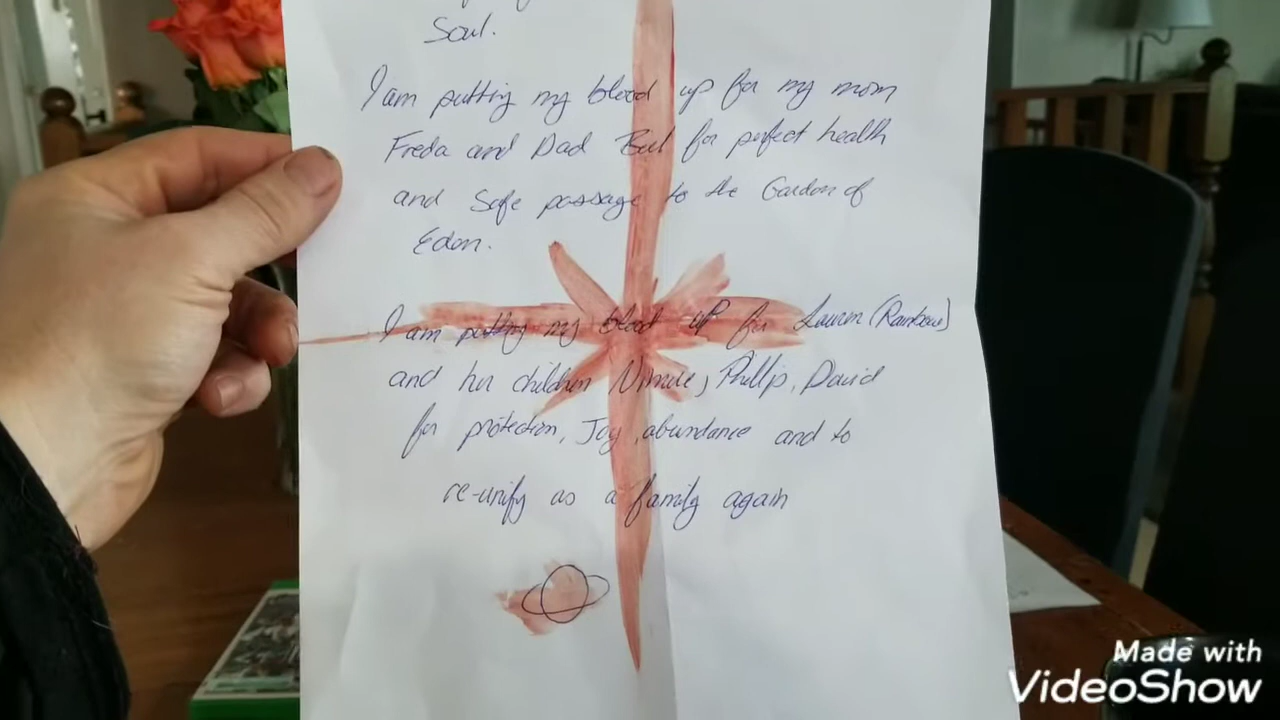 Soul.
I am putting my blood up for my mom
Freda and Dad for perfect health
and Safe passage to the Garden of
Eden.
I am putting my blood up for Lauren (Rainbow)
and her children Phillip, David
for protection, Joy, abundance and to
re-unify as a family again
Made with
VideoShow